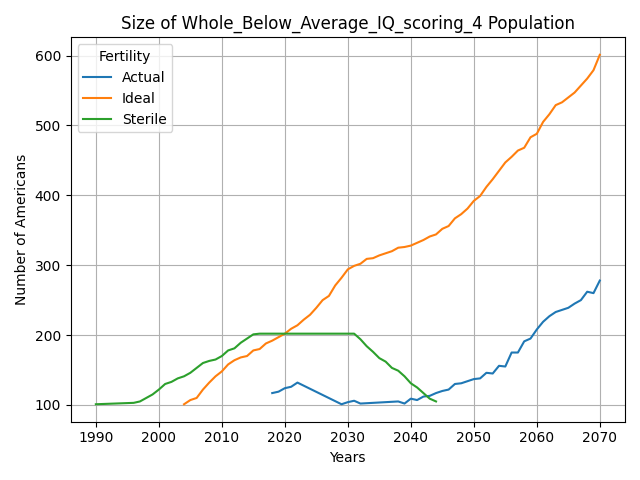 Size of Whole_Below_Average_IQ_scoring_4 Population
Fertility
Actual
Ideal
Sterile
Number of Americans
600
500
400
300
200
100
1990 2000 2010 2020 2030 2040 2050 2060 2070
Years